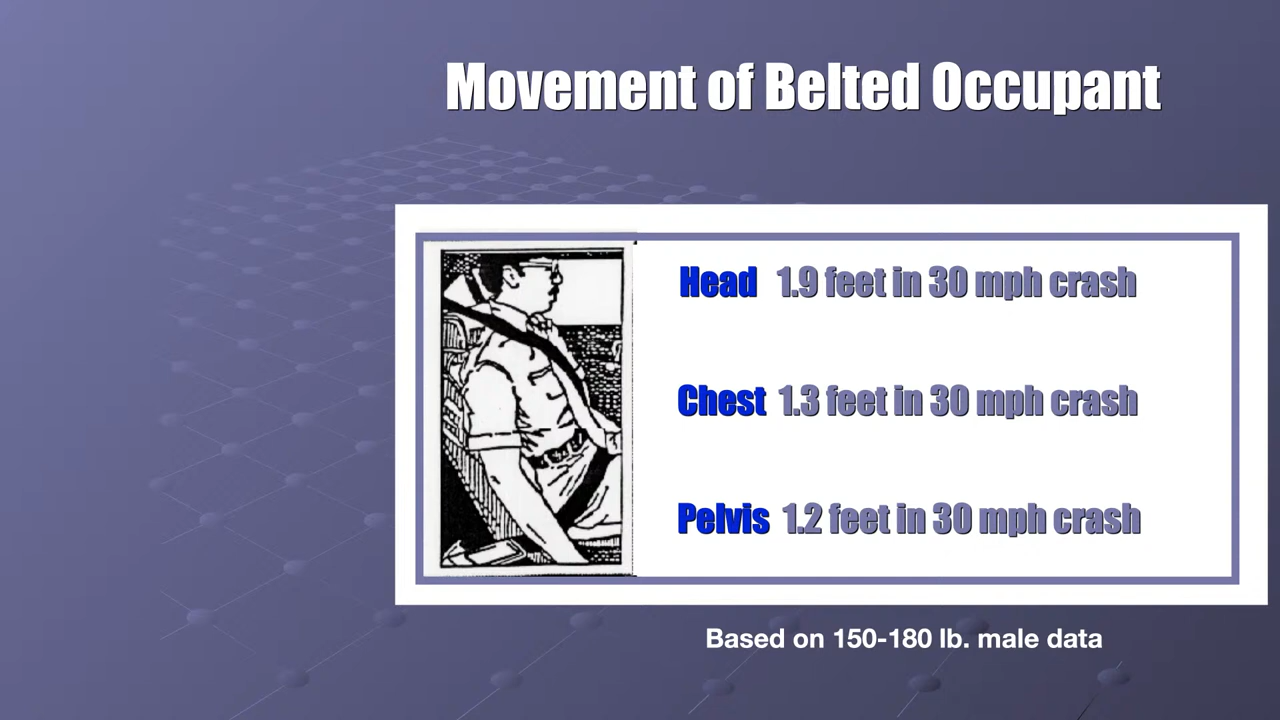 Movement of Belted Occupant
Head 1.9 feet in 30 mph crash
Chest 1.3 feet in 30 mph crash
Pelvis 1.2 feet in 30 mph crash
Based on 150-180 lb. male data